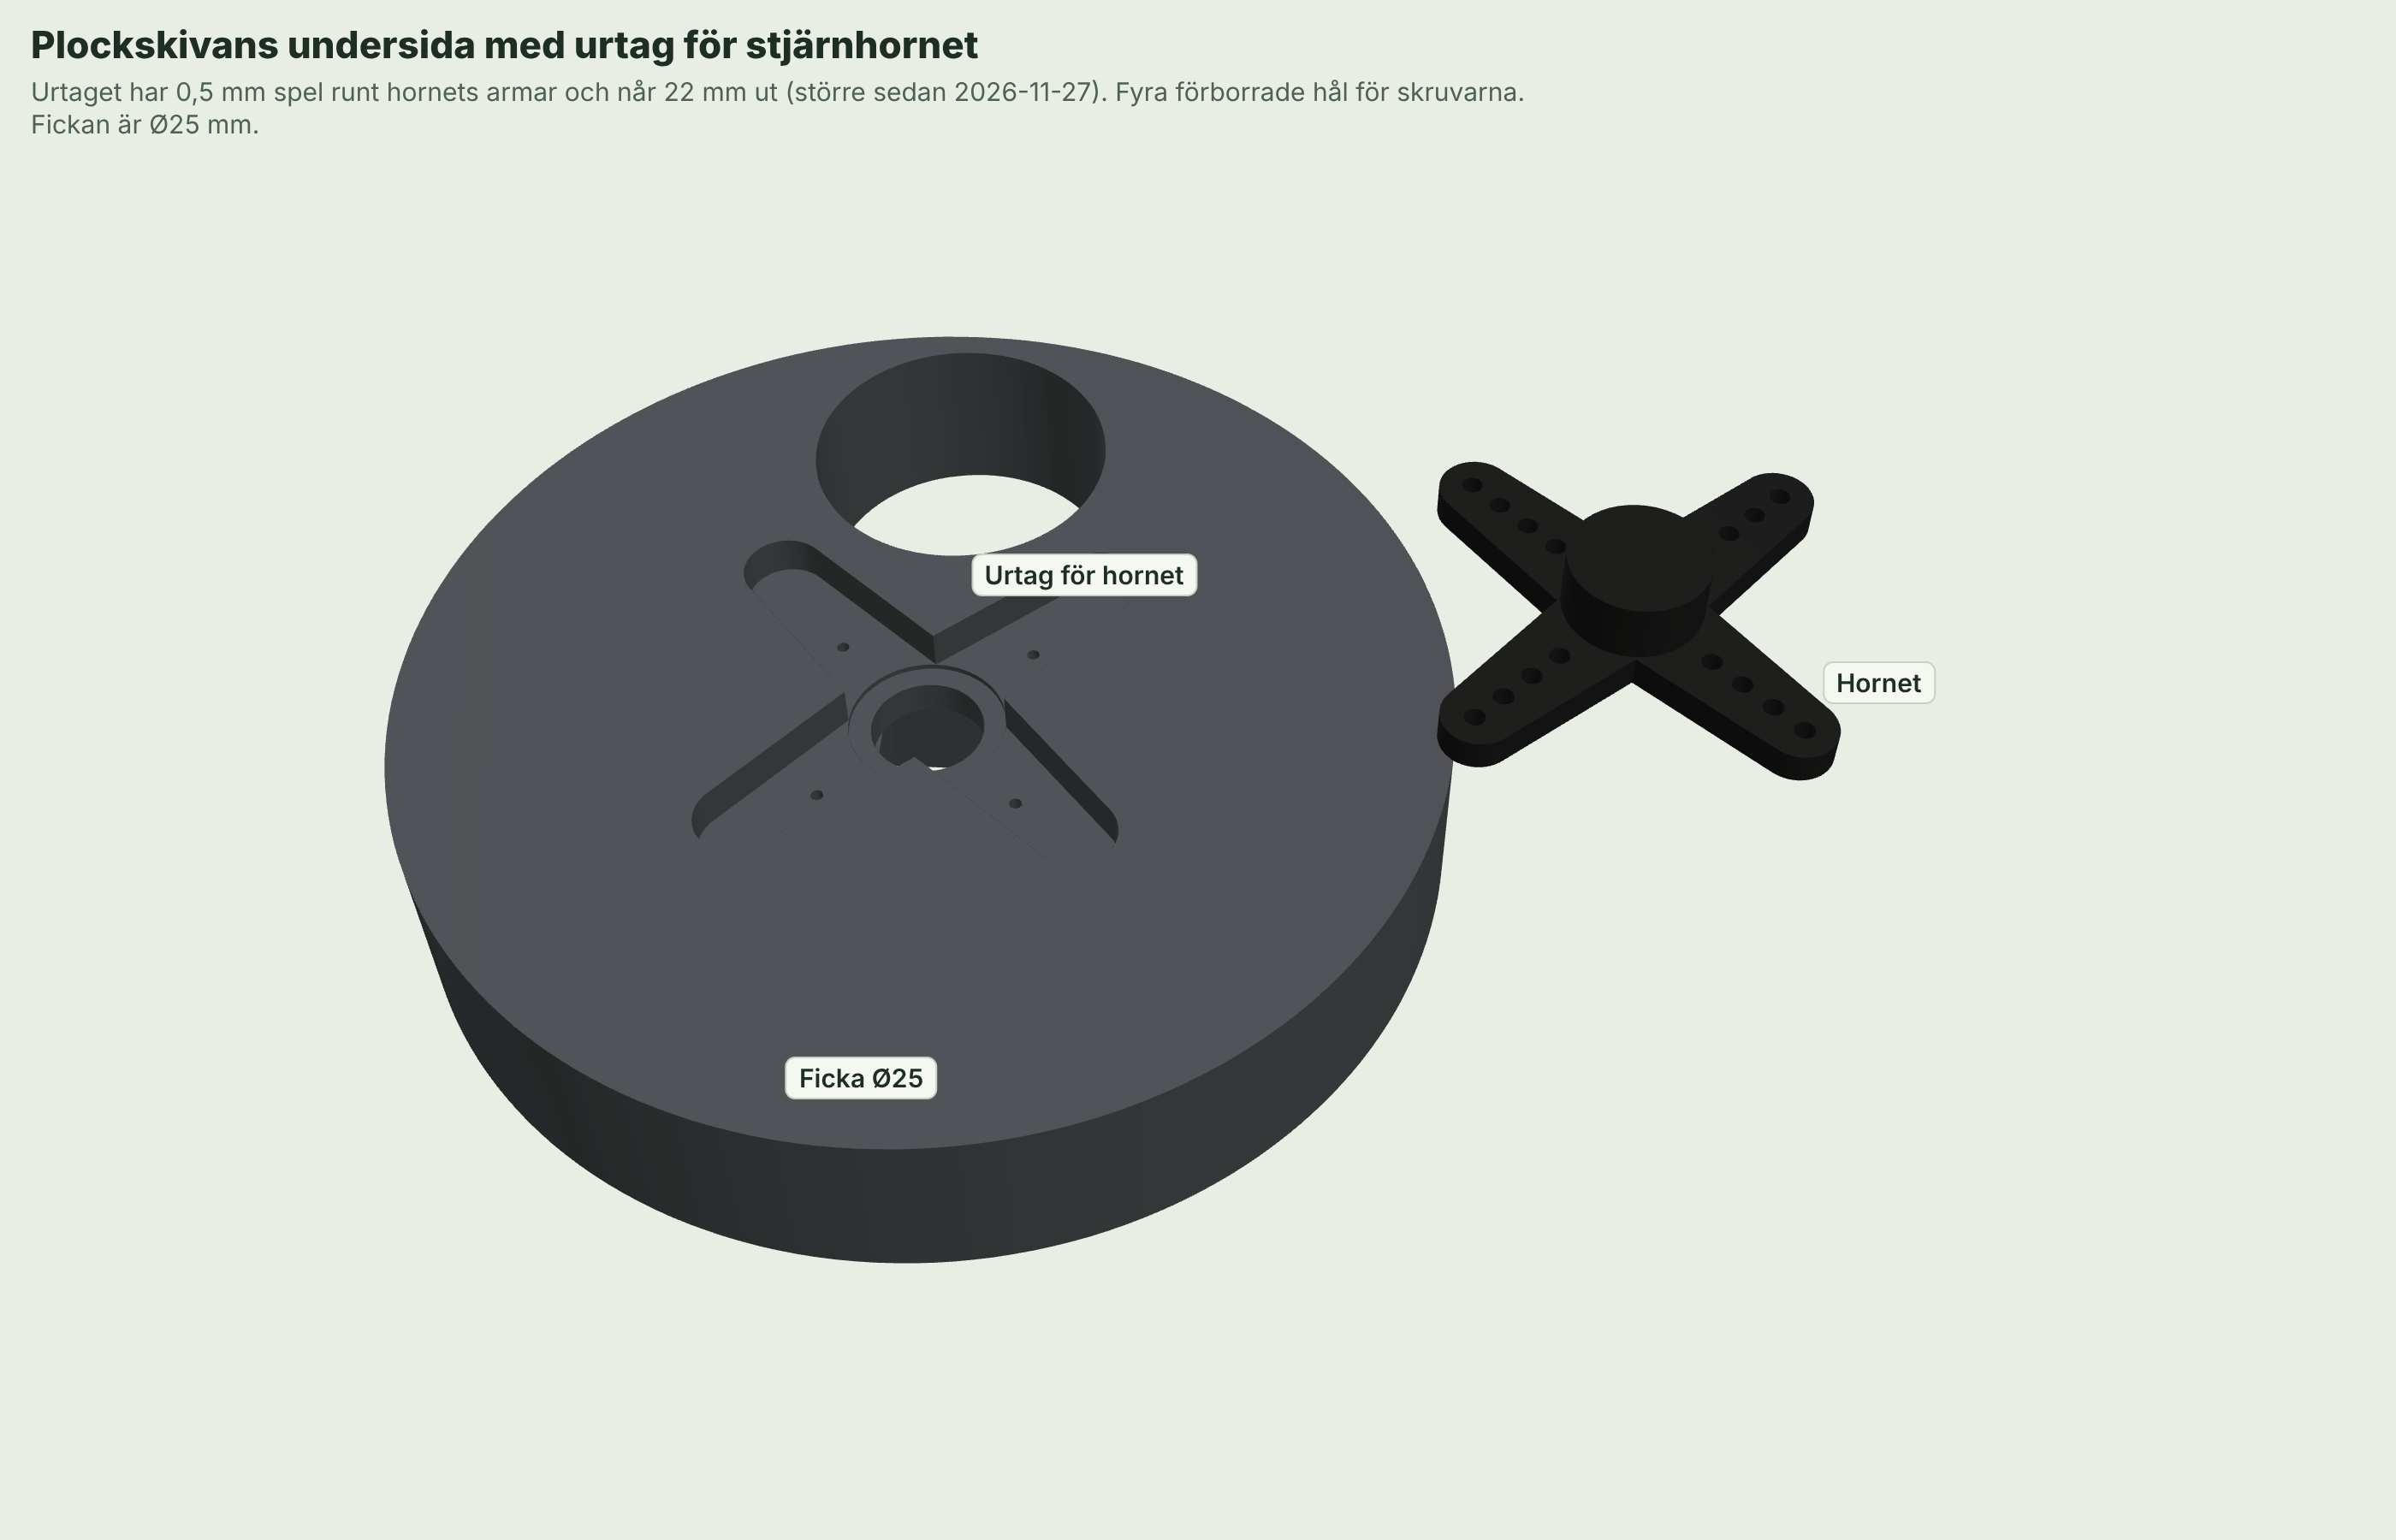 Plockskivans undersida med urtag för stjärnhornet
Urtaget har 0,5 mm spel runt hornets armar och når 22 mm ut (större sedan 2026-11-27). Fyra förborrade hål för skruvarna.
Fickan är Ø25 mm.
Urtag för hornet
Hornet
Ficka Ø25